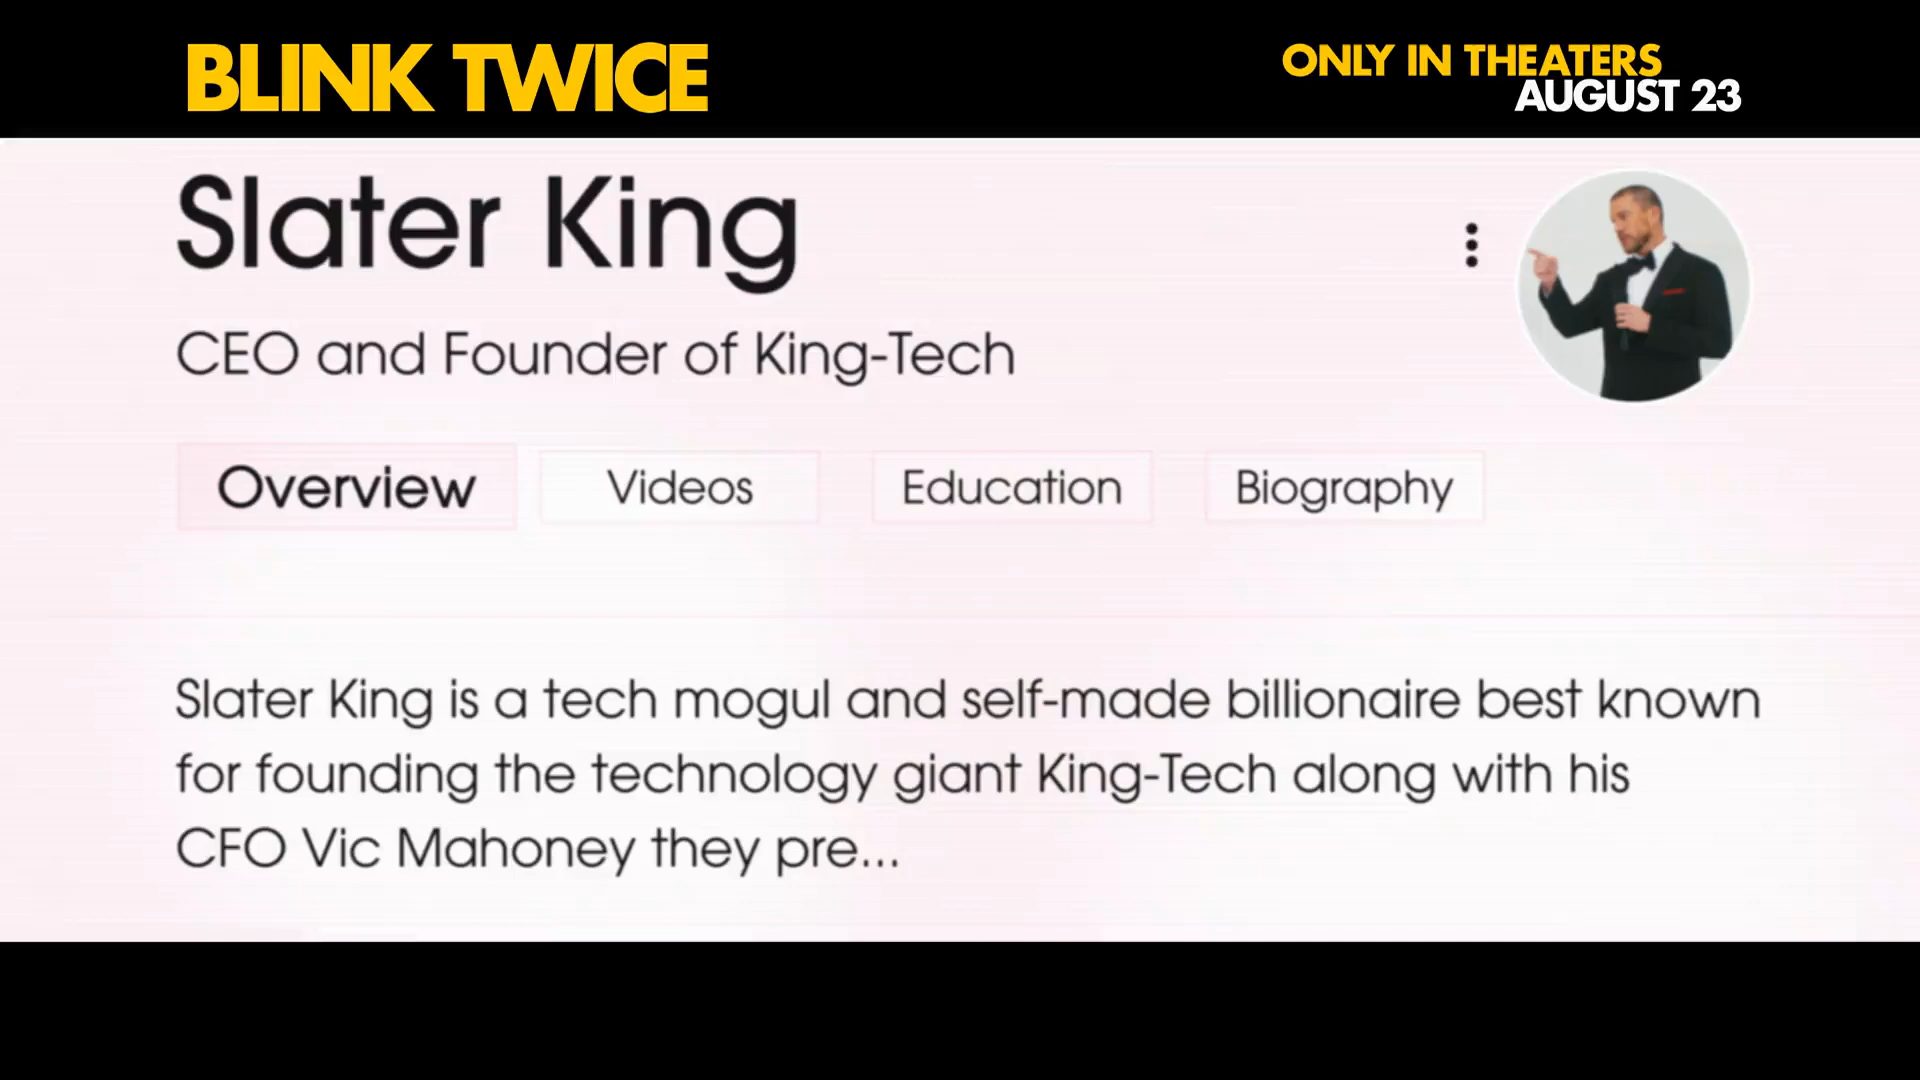 BLINK TWICE
ONLY IN THEATERS
AUGUST 23
Slater King
CEO and Founder of King-Tech
Overview
Videos
Education
Biography
Slater King is a tech mogul and self-made billionaire best known
for founding the technology giant King-Tech along with his
CFO Vic Mahoney they pre...